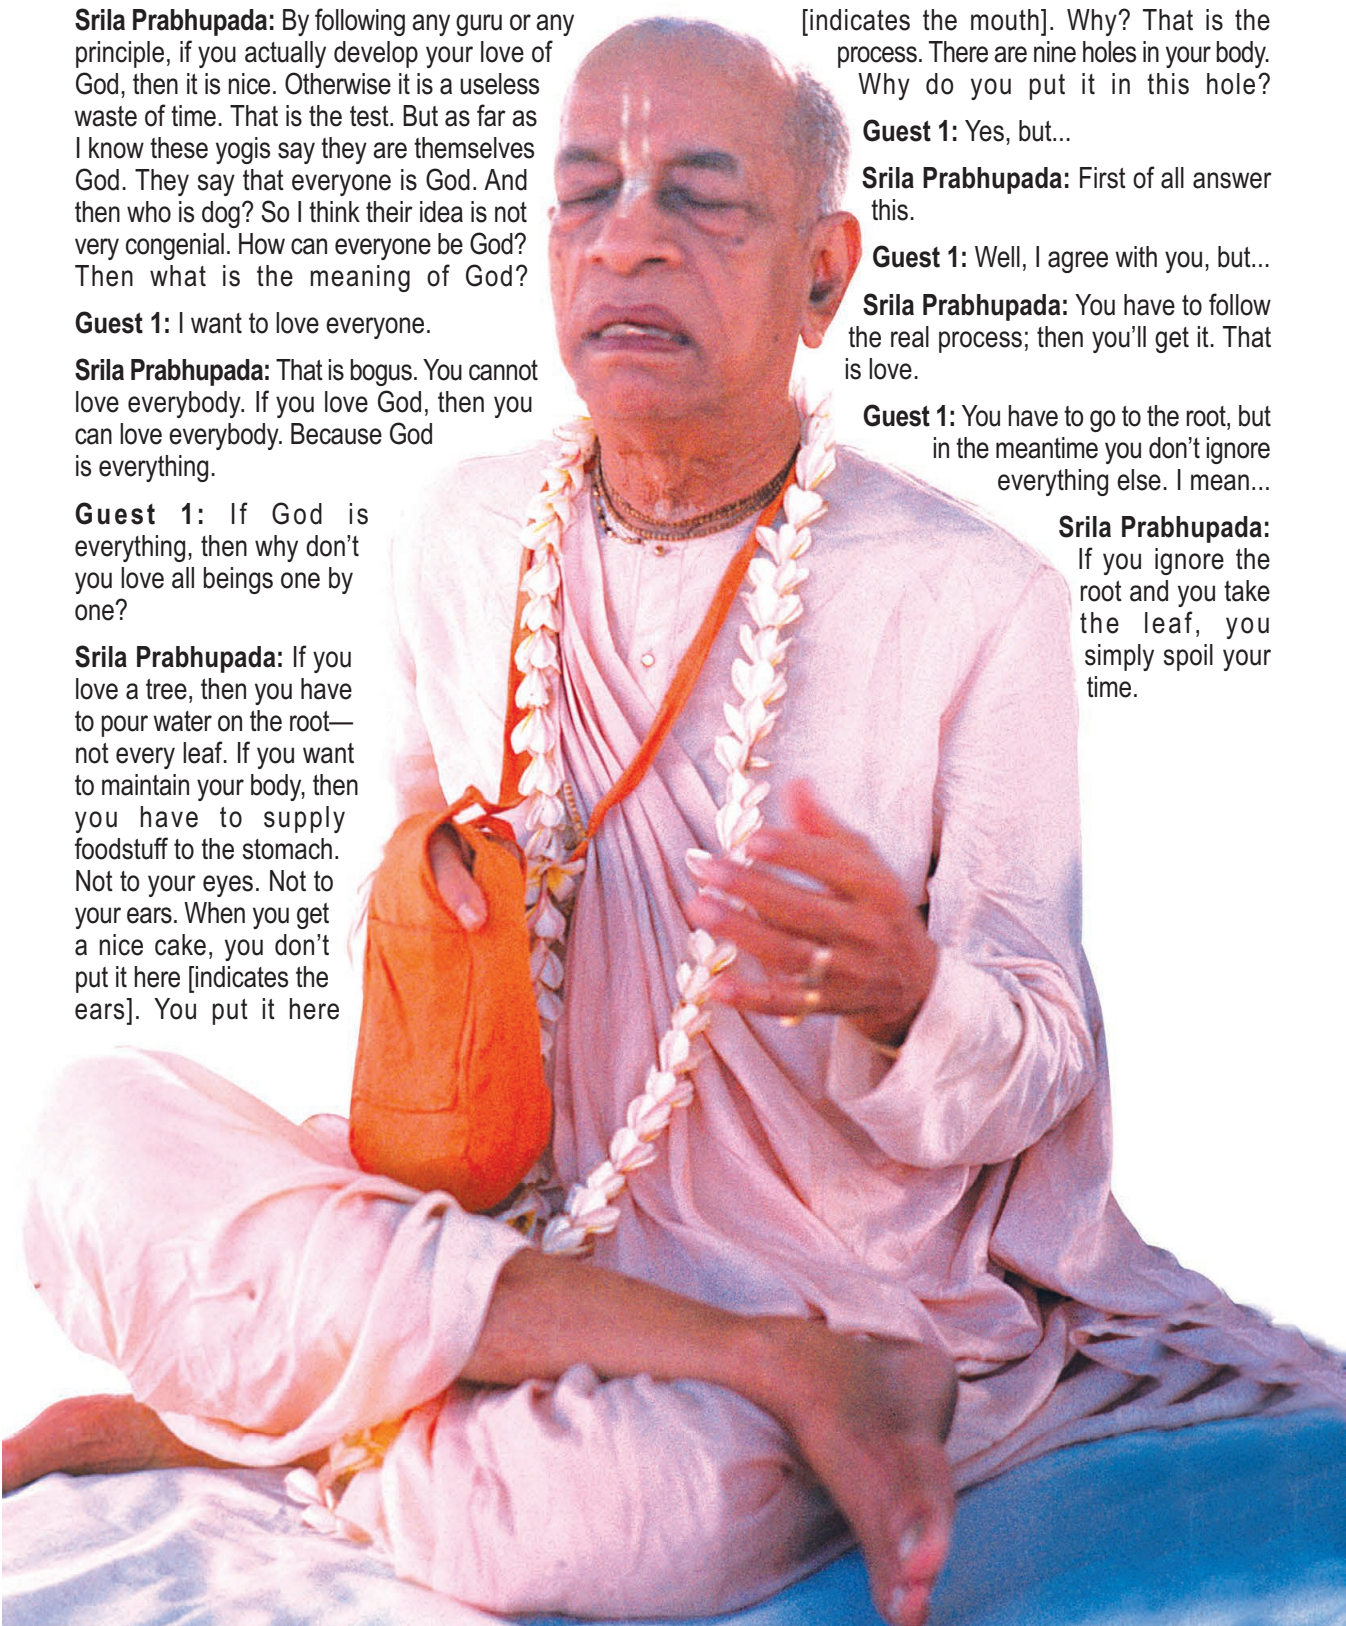 Srila Prabhupada: By following any guru or any
principle, if you actually develop your love of
God, then it is nice. Otherwise it is a useless
waste of time. That is the test. But as far as
I know these yogis say they are themselves
God. They say that everyone is God. And
then who is dog? So I think their idea is not
very congenial. How can everyone be God?
Then what is the meaning of God?
Guest 1: I want to love everyone.
Srila Prabhupada: That is bogus. You cannot
love everybody. If you love God, then you
can love everybody. Because God
is everything.
Guest 1: If God is
everything, then why don’t
you love all beings one by
one?
Srila Prabhupada: If you
love a tree, then you have
to pour water on the root—
not every leaf. If you want
to maintain your body, then
you have to supply
foodstuff to the stomach.
Not to your eyes. Not to
your ears. When you get
a nice cake, you don’t
put it here [indicates the
ears]. You put it here
[indicates the mouth]. Why? That is the
process. There are nine holes in your body.
Why do you put it in this hole?
Guest 1: Yes, but...
Srila Prabhupada: First of all answer
this.
Guest 1: Well, I agree with you, but...
Srila Prabhupada: You have to follow
the real process; then you’ll get it. That
is love.
Guest 1: You have to go to the root, but
in the meantime you don’t ignore
everything else. I mean...
Srila Prabhupada:
If you ignore the
root and you take
the leaf, you
simply spoil your
time.